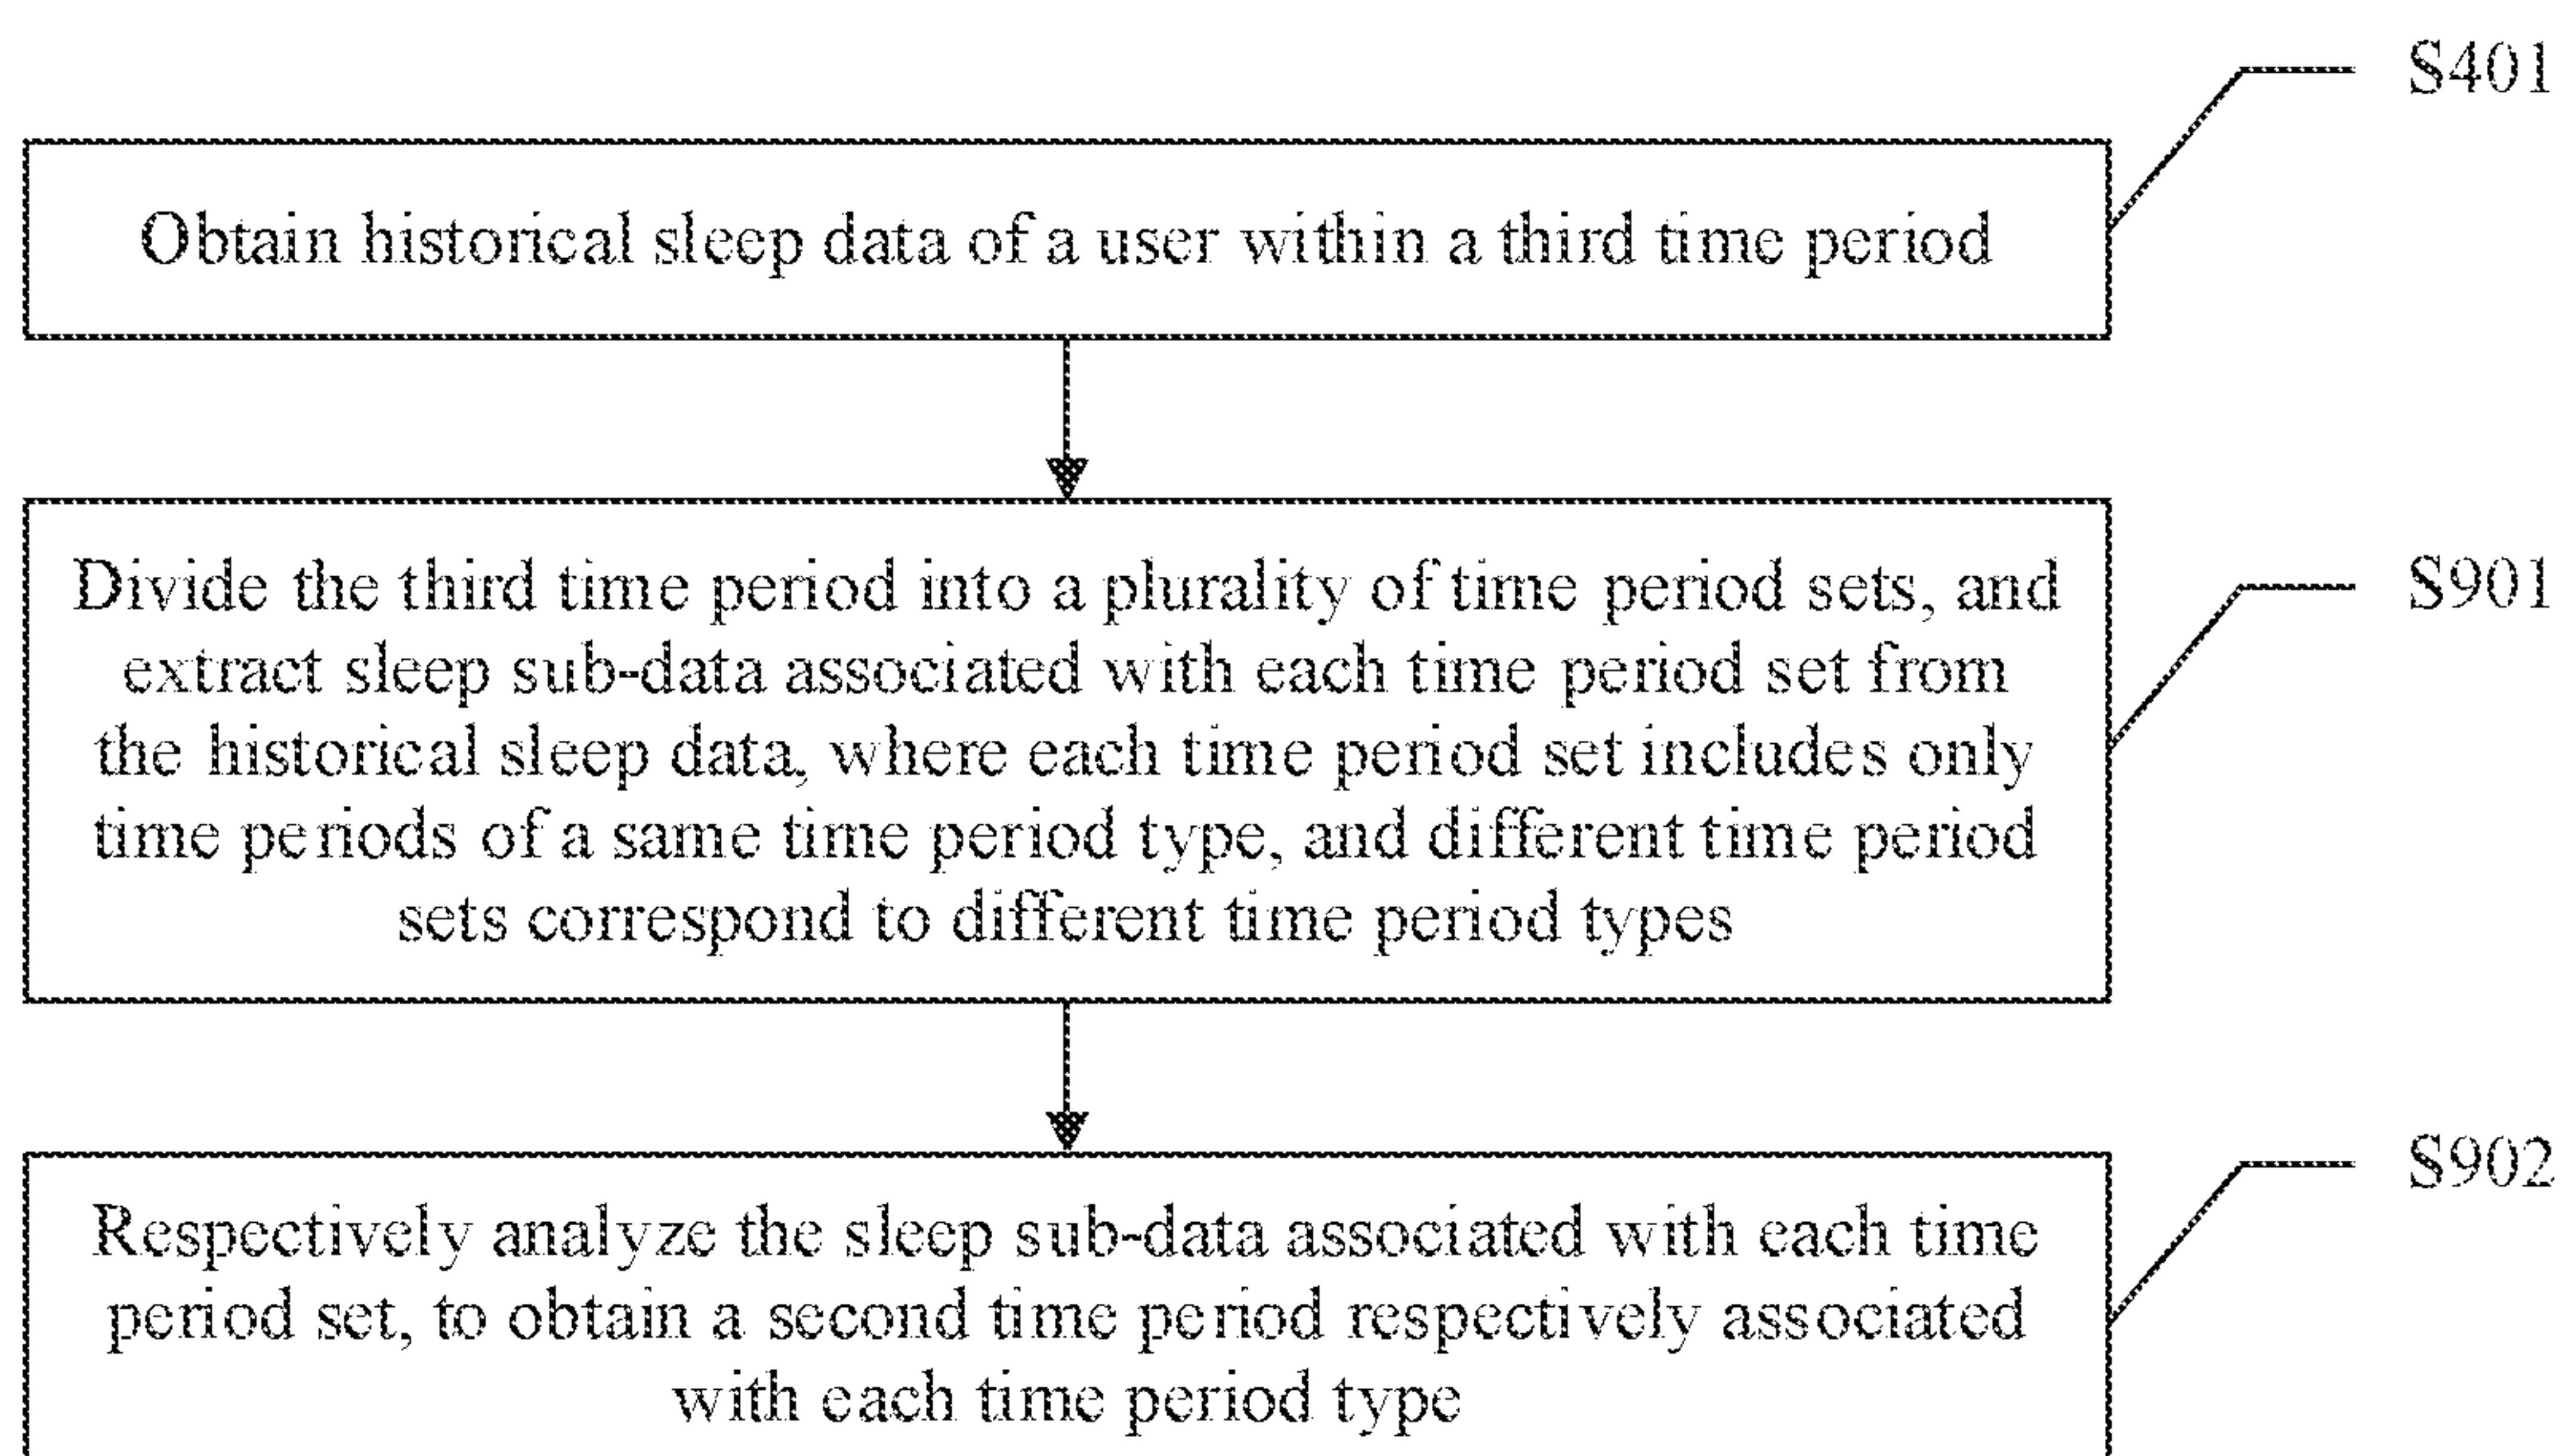 S401
Obtain historical sleep data of a user within a third time period
Divide the third time period into a plurality of time period sets, and
S901
extract sleep sub-data associated with each time period set from
the historical sleep data, where each time period set includes only
time periods of a same time period type, and different time period
sets correspond to different time period types
S902
Respectively analyze the sleep sub-data associated with each time
period set, to obtain a second time period respectively associated
with each time period type